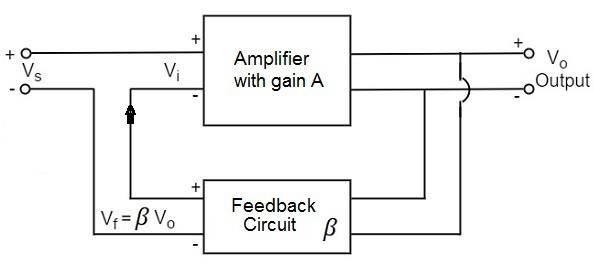 +
Vs
-
Vi
+
-
Amplifier
with gain A
+
Vo
Output
-
+
Vf = β Vo
-
Feedback
Circuit β